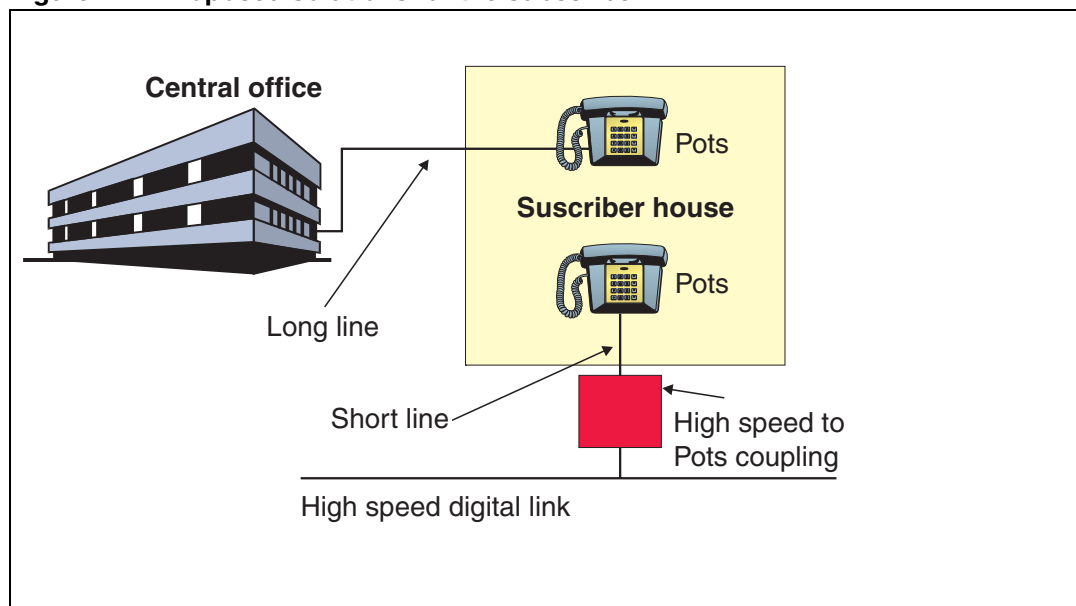 Central office
Pots
Suscriber house
Pots
Long line
Short line
High speed to
Pots coupling
High speed digital link